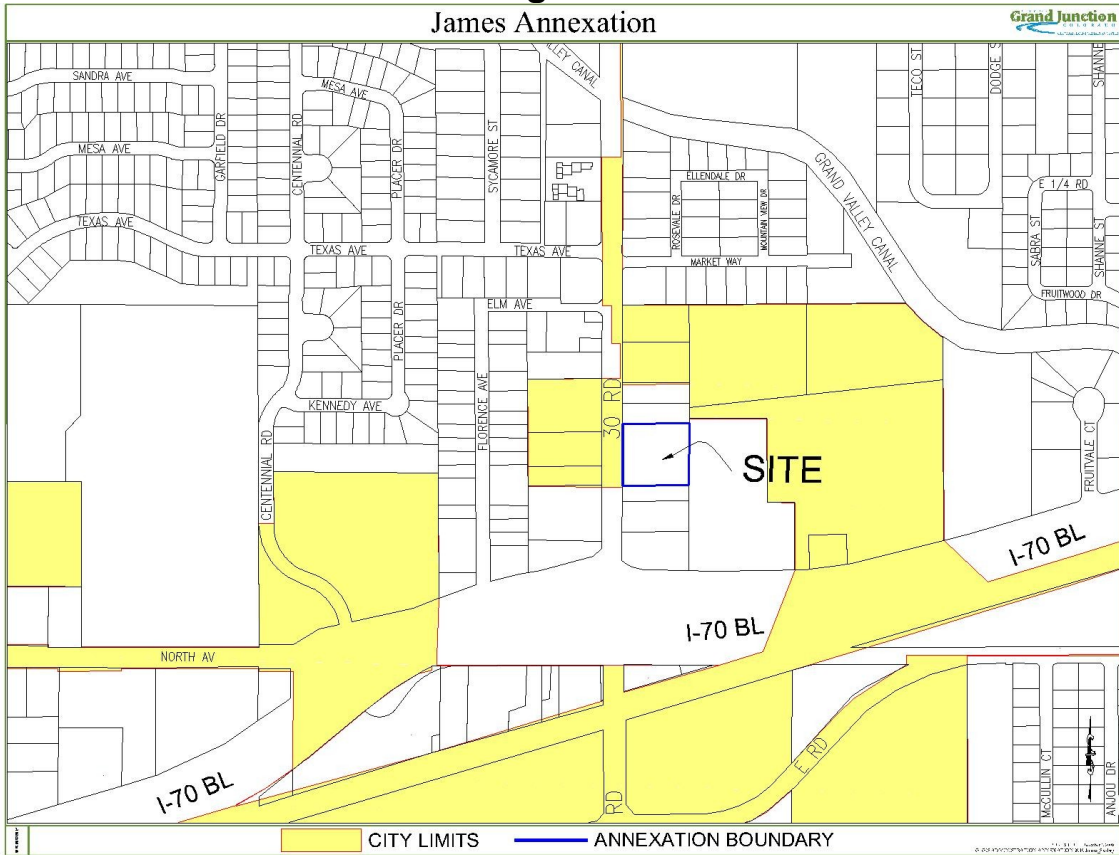 James Annexation
Grand Junction
COLORADO
SANDRA AVE
MESA AVE
MESA AVE
TEXAS AVE
GARFIELD DR
CENTENNIAL RD
PLACER DR
SYCAMORE ST
LLEY CANAL
TECO ST
DODGE S
SHANNE
ELLENDALE DR
ROSEVALE DR
MOUNTAIN VIEW DR
GRAND VALLEY CANAL
E 1/4 RD
SABRA ST
SHANNE ST
TEXAS AVE
TEXAS AVE
MARKET WAY
FRUITWOOD DR
ELM AVE
PLACER DR
KENNEDY AVE
FLORENCE AVE
30 RD
CENTENNIAL RD
SITE
FRUITVALE CT
I-70 BL
I-70 BL
NORTH AV
I-70 BL
RD
E RD
McCULLIN CT
ANJOU DR
CITY LIMITS
ANNEXATION BOUNDARY